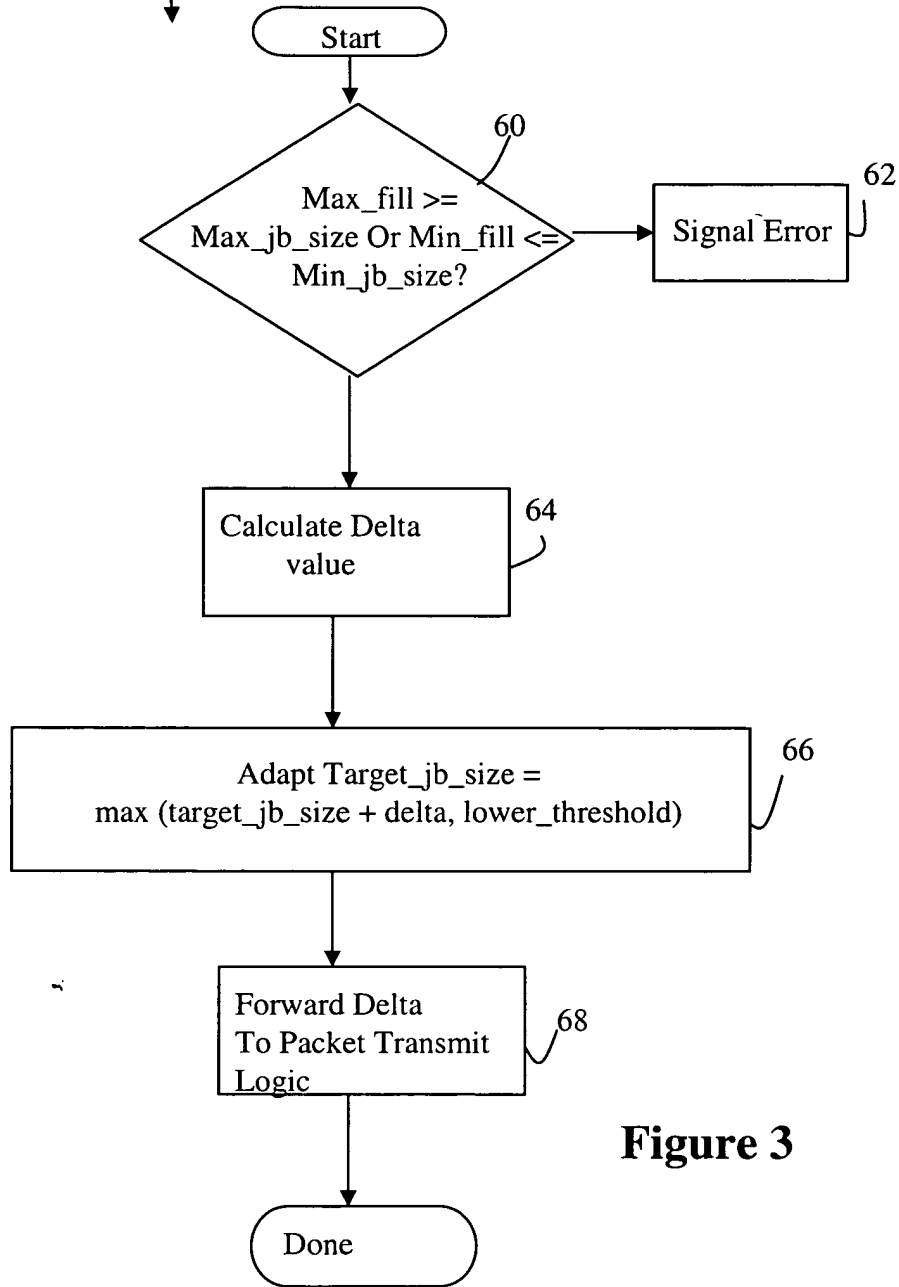 Start
60
Max_fill >=
Max_jb_size Or Min_fill <=
Min_jb_size?
62
Signal Error
Calculate Delta
value
64
Adapt Target_jb_size =
max (target_jb_size + delta, lower_threshold)
66
Forward Delta
To Packet Transmit
Logic
68
Figure 3
Done